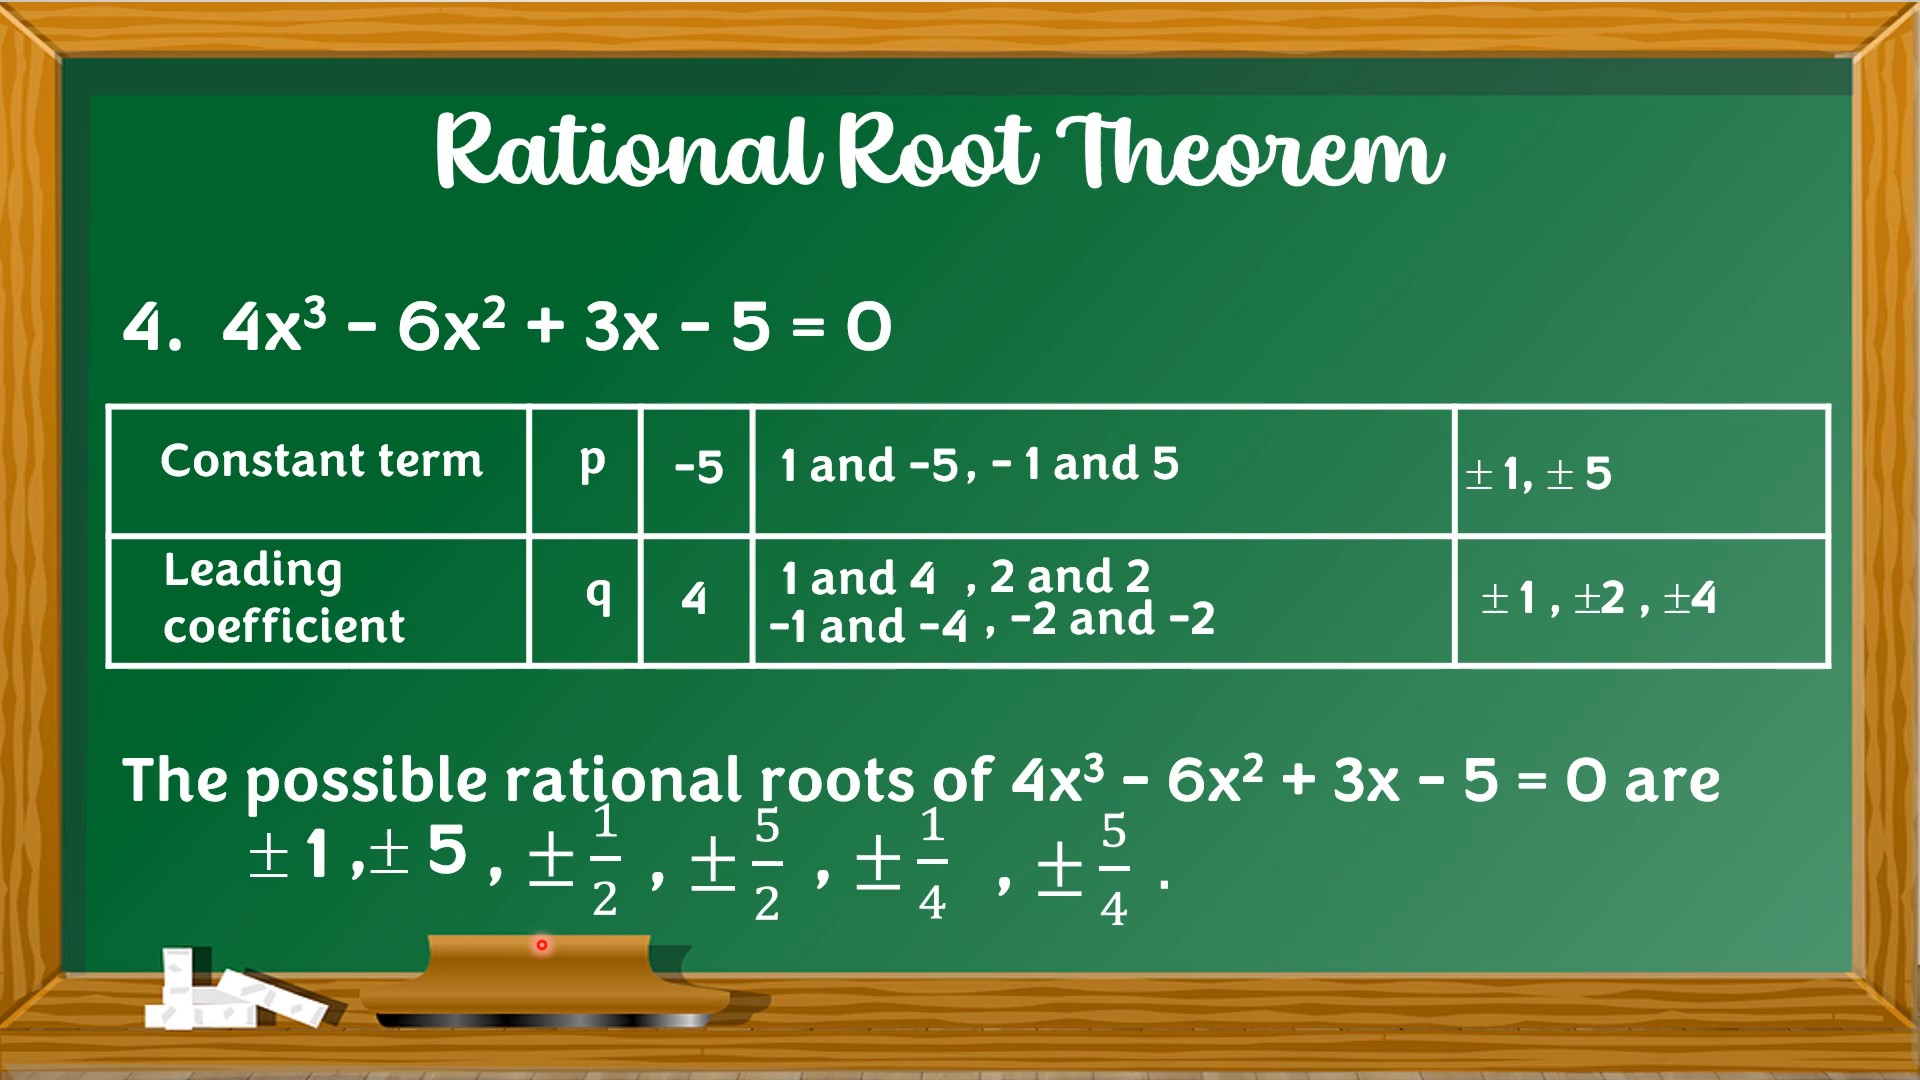 Rational Root Theorem
4. 4x³ – 6x² + 3x – 5 = 0
Constant term p –5 1 and –5, – 1 and 5 ± 1, ± 5
Leading coefficient q 4 1 and 4 , 2 and 2 ± 1 , ±2 , ±4
–1 and –4 , –2 and –2
The possible rational roots of 4x³ – 6x² + 3x – 5 = 0 are
± 1 ,± 5 , ± 1/2 , ± 5/2 , ± 1/4 , ± 5/4 .